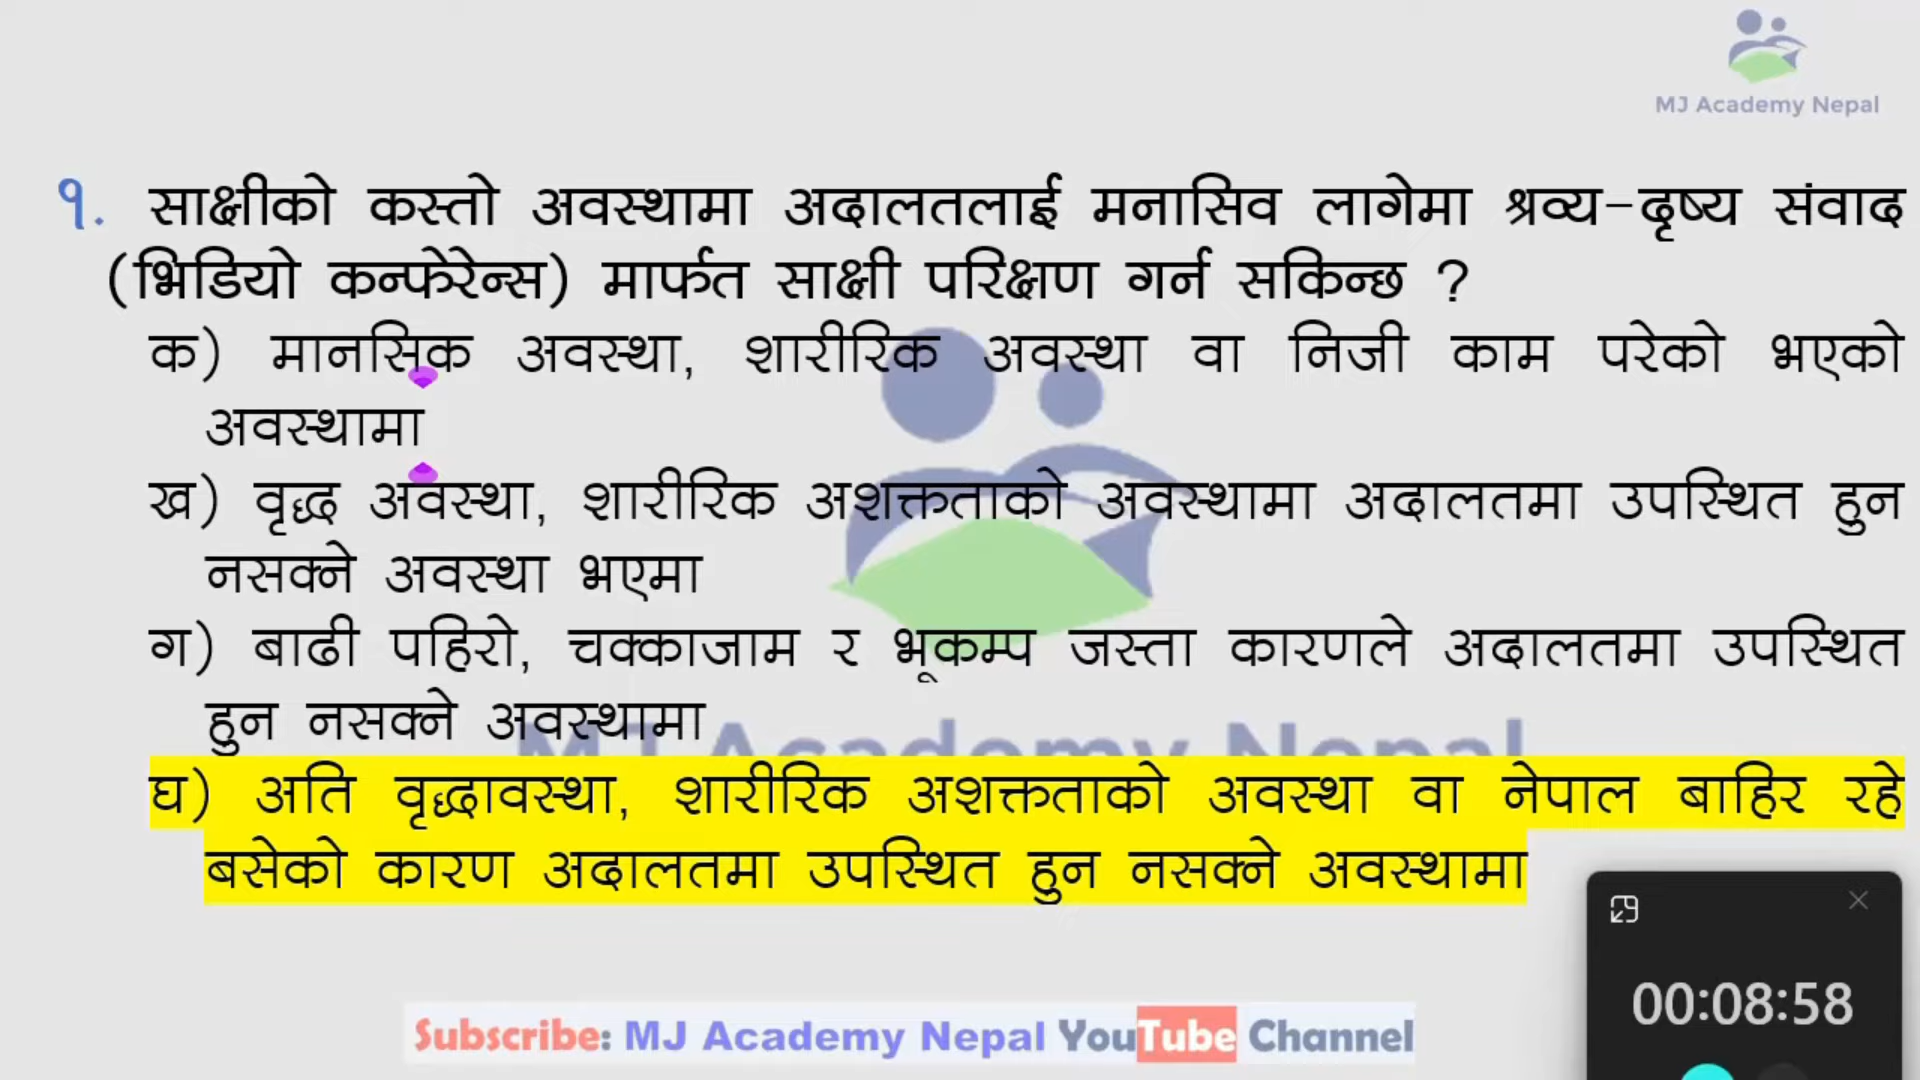 MJ Academy Nepal
१. साक्षीको कस्तो अवस्थामा अदालतलाई मनासिव लागेमा श्रव्य-दृष्य संवाद
(भिडियो कन्फेरेन्स) मार्फत साक्षी परिक्षण गर्न सकिन्छ ?
क) मानसिक अवस्था, शारीरिक अवस्था वा निजी काम परेको भएको
अवस्थामा
ख) वृद्ध अवस्था, शारीरिक अशक्तताको अवस्थामा अदालतमा उपस्थित हुन
नसक्ने अवस्था भएमा
ग) बाढी पहिरो, चक्काजाम र भूकम्प जस्ता कारणले अदालतमा उपस्थित
हुन नसक्ने अवस्थामा
MJ Academy Nepal
घ) अति वृद्धावस्था, शारीरिक अशक्तताको अवस्था वा नेपाल बाहिर रहे
बसेको कारण अदालतमा उपस्थित हुन नसक्ने अवस्थामा
00:08:58
Subscribe: MJ Academy Nepal YouTube Channel